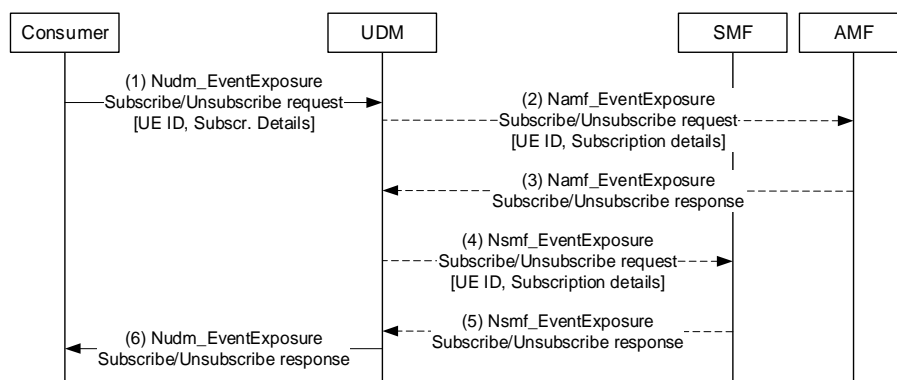 Consumer
UDM
SMF
AMF
(1) Nudm_EventExposure
Subscribe/Unsubscribe request
[UE ID, Subscr. Details]
(2) Namf_EventExposure
Subscribe/Unsubscribe request
[UE ID, Subscription details]
(3) Namf_EventExposure
Subscribe/Unsubscribe response
(4) Nsmf_EventExposure
Subscribe/Unsubscribe request
[UE ID, Subscription details]
(5) Nsmf_EventExposure
Subscribe/Unsubscribe response
(6) Nudm_EventExposure
Subscribe/Unsubscribe response